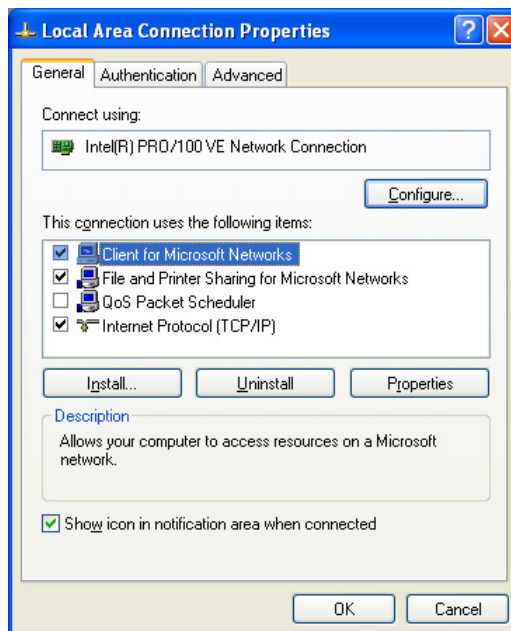 Local Area Connection Properties
General Authentication Advanced
Connect using:
Intel(R) PRO/100 VE Network Connection
Configure...
This connection uses the following items:
Client for Microsoft Networks
File and Printer Sharing for Microsoft Networks
QoS Packet Scheduler
Internet Protocol (TCP/IP)
Install... Uninstall Properties
Description
Allows your computer to access resources on a Microsoft
network.
Show icon in notification area when connected
OK Cancel